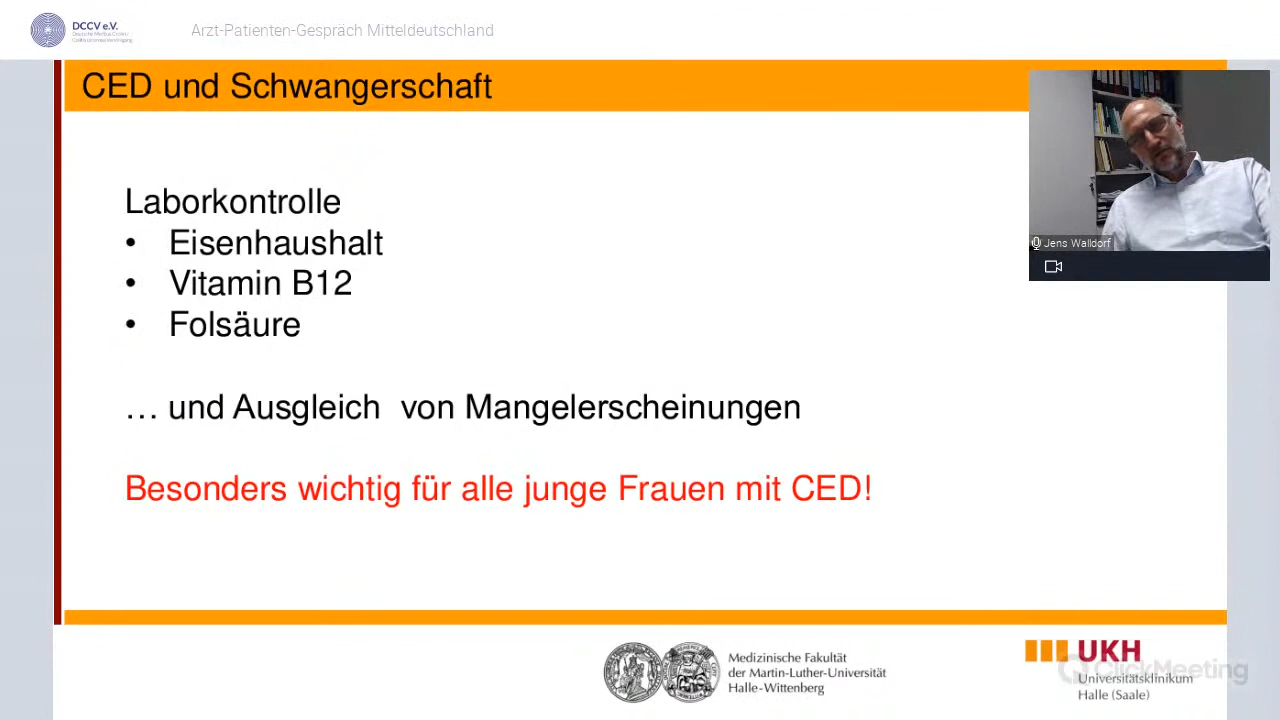 DCCV e.V.
Arzt-Patienten-Gespräch Mitteldeutschland
CED und Schwangerschaft
Jens Walldorf
Laborkontrolle
• Eisenhaushalt
• Vitamin B12
• Folsäure
… und Ausgleich von Mangelerscheinungen
Besonders wichtig für alle junge Frauen mit CED!
Medizinische Fakultät
der Martin-Luther-Universität
Halle-Wittenberg
UKH
ClickMeeting
Universitätsklinikum
Halle (Saale)